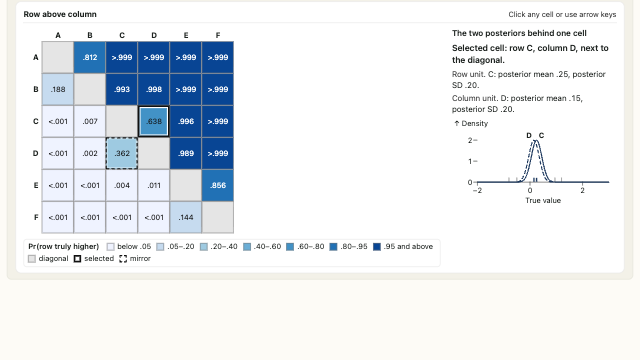 Row above column
Click any cell or use arrow keys
A B C D E F
A .812 >.999 >.999 >.999 >.999
B .188 .993 .998 >.999 >.999
C <.001 .007 .638 .996 >.999
D <.001 .002 .362 .989 >.999
E <.001 <.001 .004 .011 .856
F <.001 <.001 <.001 <.001 .144
Pr(row truly higher) below .05 .05–.20 .20–.40 .40–.60 .60–.80 .80–.95 .95 and above
diagonal selected mirror
The two posteriors behind one cell
Selected cell: row C, column D, next to
the diagonal.
Row unit. C: posterior mean .25, posterior
SD .20.
Column unit. D: posterior mean .15,
posterior SD .20.
↑ Density
D C
2
1
0
−2 0 2
True value